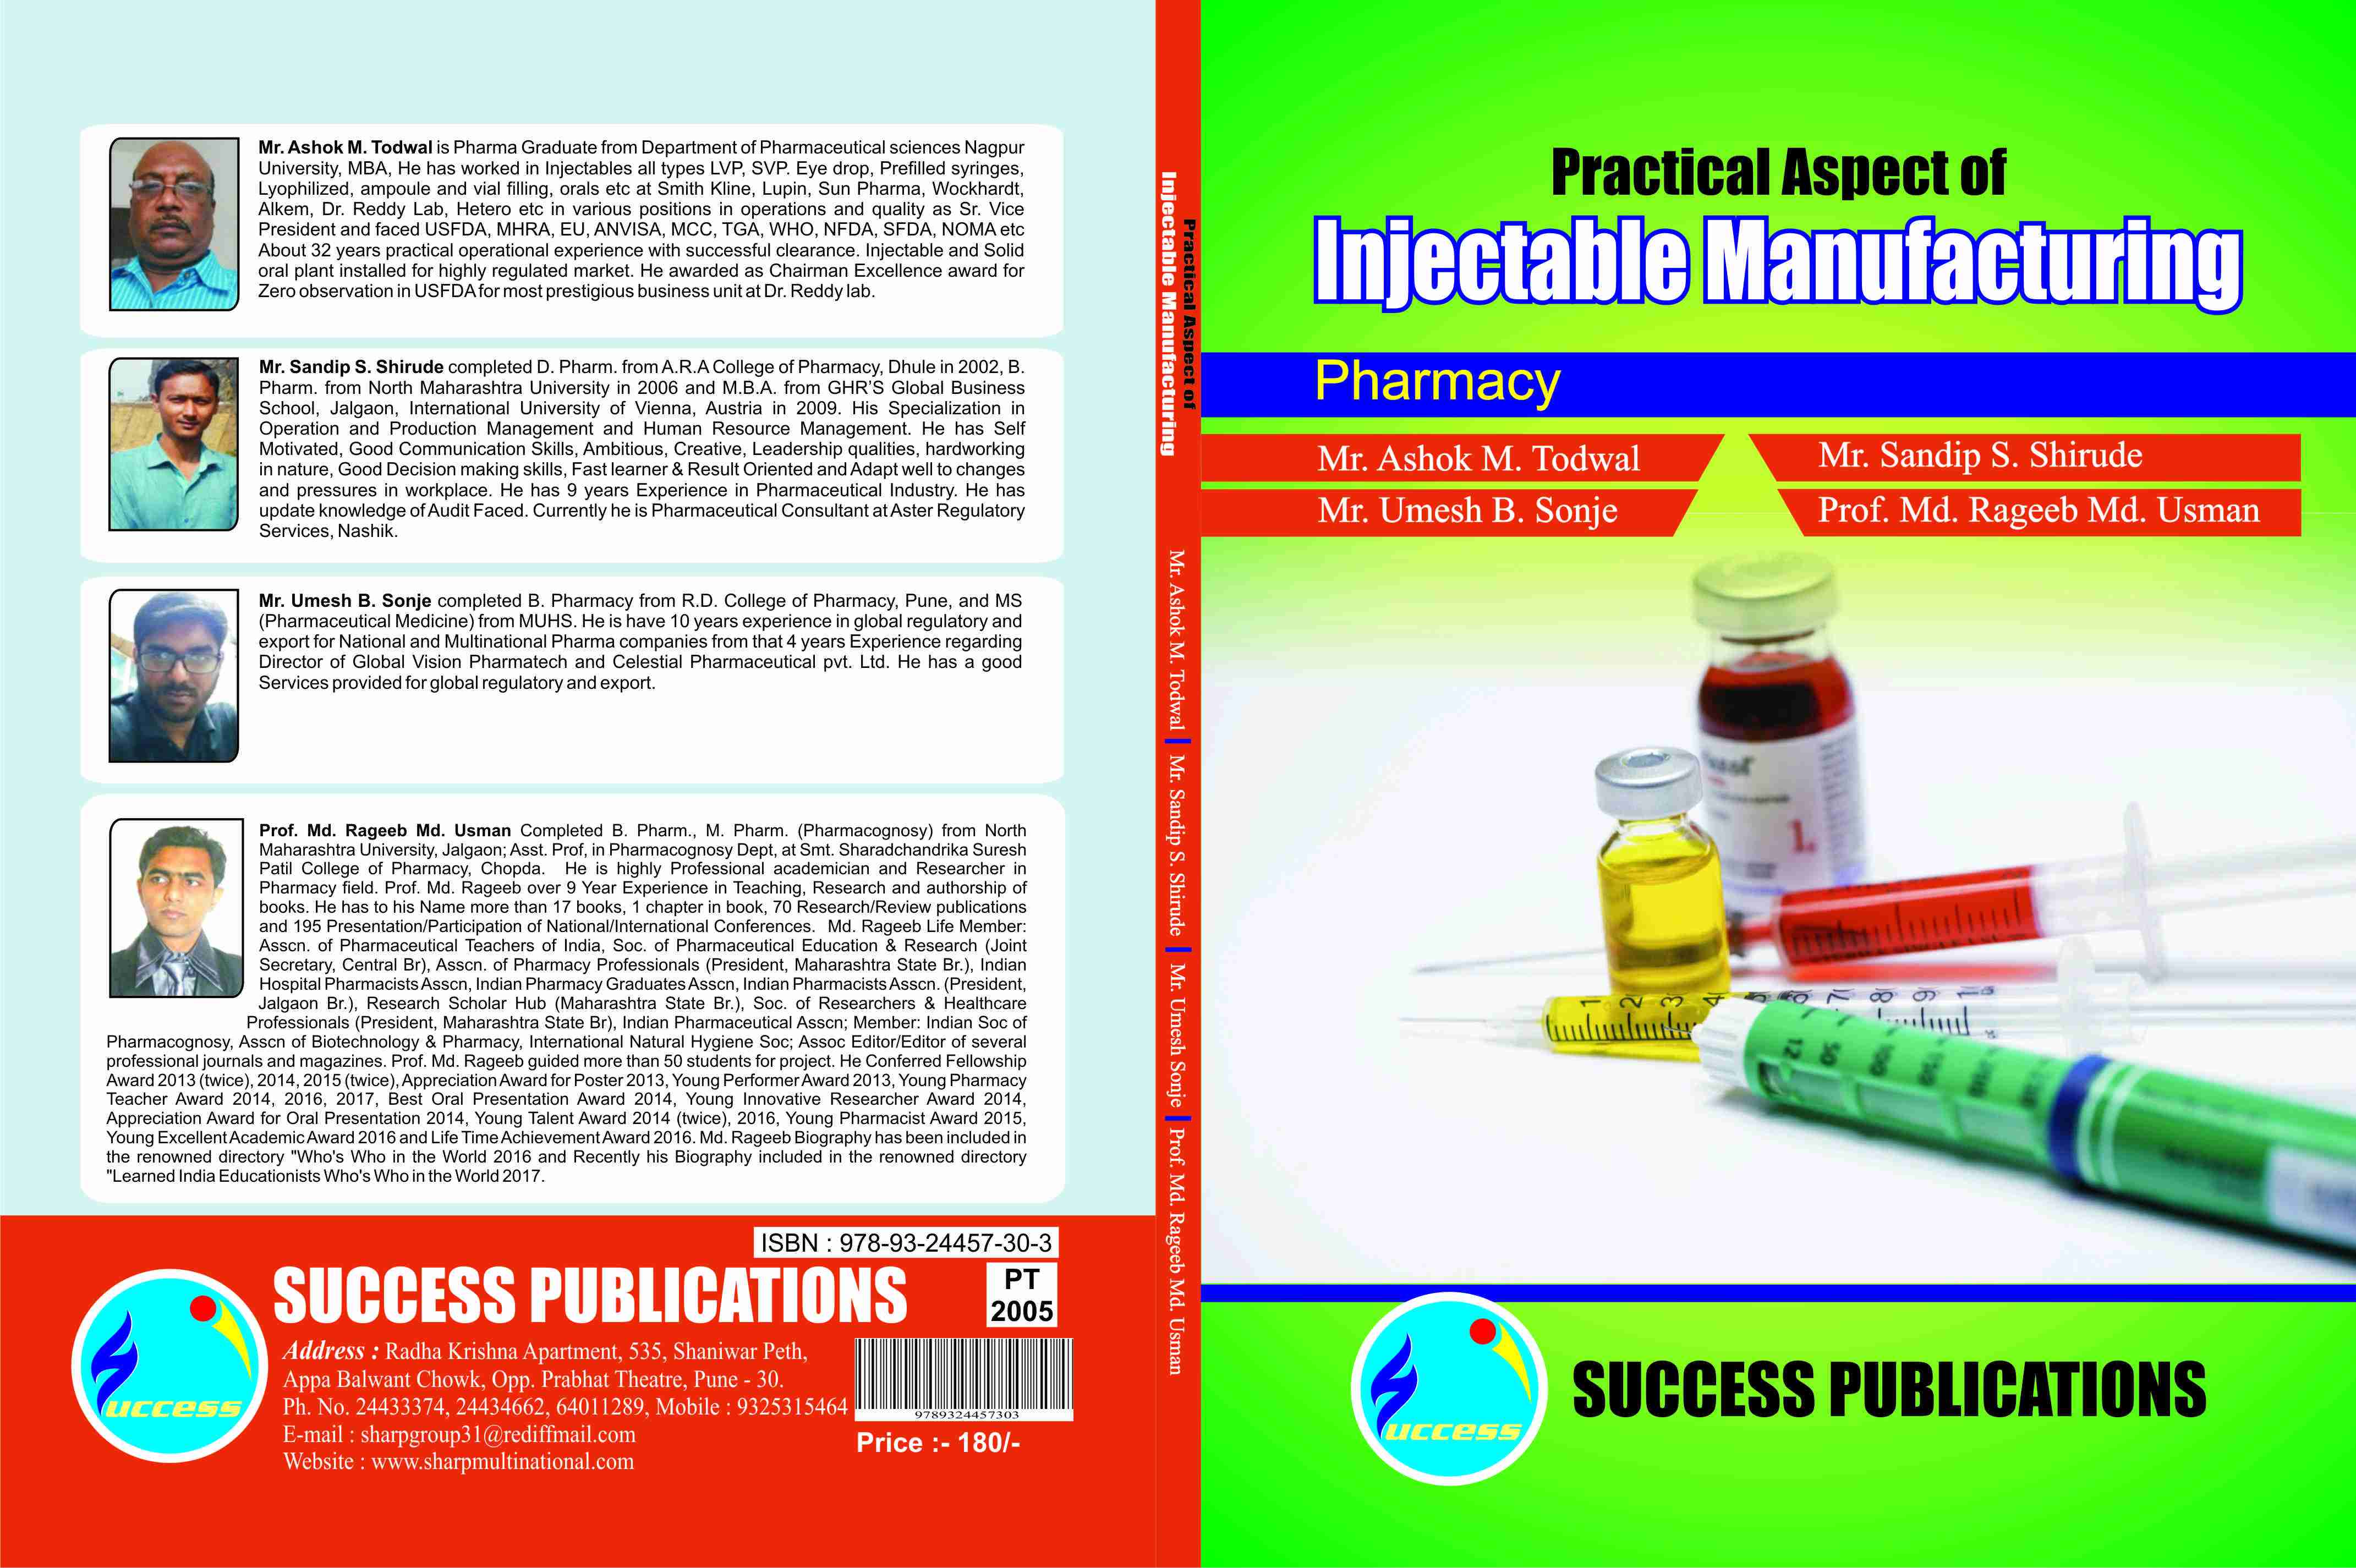 Mr. Ashok M. Todwal is Pharma Graduate from Department of Pharmaceutical sciences Nagpur
University, MBA, He has worked in Injectables all types LVP, SVP. Eye drop, Prefilled syringes,
Lyophilized, ampoule and vial filling, orals etc at Smith Kline, Lupin, Sun Pharma, Wockhardt,
Alkem, Dr. Reddy Lab, Hetero etc in various positions in operations and quality as Sr. Vice
President and faced USFDA, MHRA, EU, ANVISA, MCC, TGA, WHO, NFDA, SFDA, NOMA etc
About 32 years practical operational experience with successful clearance. Injectable and Solid
oral plant installed for highly regulated market. He awarded as Chairman Excellence award for
Zero observation in USFDA for most prestigious business unit at Dr. Reddy lab.
Mr. Sandip S. Shirude completed D. Pharm. from A.R.A College of Pharmacy, Dhule in 2002, B.
Pharm. from North Maharashtra University in 2006 and M.B.A. from GHR'S Global Business
School, Jalgaon, International University of Vienna, Austria in 2009. His Specialization in
Operation and Production Management and Human Resource Management. He has Self
Motivated, Good Communication Skills, Ambitious, Creative, Leadership qualities, hardworking
in nature, Good Decision making skills, Fast learner & Result Oriented and Adapt well to changes
and pressures in workplace. He has 9 years Experience in Pharmaceutical Industry. He has
update knowledge of Audit Faced. Currently he is Pharmaceutical Consultant at Aster Regulatory
Services, Nashik.
Mr. Umesh B. Sonje completed B. Pharmacy from R.D. College of Pharmacy, Pune, and MS
(Pharmaceutical Medicine) from MUHS. He is have 10 years experience in global regulatory and
export for National and Multinational Pharma companies from that 4 years Experience regarding
Director of Global Vision Pharmatech and Celestial Pharmaceutical pvt. Ltd. He has a good
Services provided for global regulatory and export.
Prof. Md. Rageeb Md. Usman Completed B. Pharm., M. Pharm. (Pharmacognosy) from North
Maharashtra University, Jalgaon; Asst. Prof, in Pharmacognosy Dept, at Smt. Sharadchandrika Suresh
Patil College of Pharmacy, Chopda. He is highly Professional academician and Researcher in
Pharmacy field. Prof. Md. Rageeb over 9 Year Experience in Teaching, Research and authorship of
books. He has to his Name more than 17 books, 1 chapter in book, 70 Research/Review publications
and 195 Presentation/Participation of National/International Conferences. Md. Rageeb Life Member:
Asscn. of Pharmaceutical Teachers of India, Soc. of Pharmaceutical Education & Research (Joint
Secretary, Central Br), Asscn. of Pharmacy Professionals (President, Maharashtra State Br.), Indian
Hospital Pharmacists Asscn, Indian Pharmacy Graduates Asscn, Indian Pharmacists Asscn. (President,
Jalgaon Br.), Research Scholar Hub (Maharashtra State Br.), Soc. of Researchers & Healthcare
Professionals (President, Maharashtra State Br), Indian Pharmaceutical Asscn; Member: Indian Soc of
Pharmacognosy, Asscn of Biotechnology & Pharmacy, International Natural Hygiene Soc; Assoc Editor/Editor of several
professional journals and magazines. Prof. Md. Rageeb guided more than 50 students for project. He Conferred Fellowship
Award 2013 (twice), 2014, 2015 (twice), Appreciation Award for Poster 2013, Young Performer Award 2013, Young Pharmacy
Teacher Award 2014, 2016, 2017, Best Oral Presentation Award 2014, Young Innovative Researcher Award 2014,
Appreciation Award for Oral Presentation 2014, Young Talent Award 2014 (twice), 2016, Young Pharmacist Award 2015,
Young Excellent Academic Award 2016 and Life Time Achievement Award 2016. Md. Rageeb Biography has been included in
the renowned directory "Who's Who in the World 2016 and Recently his Biography included in the renowned directory
"Learned India Educationists Who's Who in the World 2017.
ISBN : 978-93-24457-30-3
SUCCESS PUBLICATIONS
PT
2005
uccess
Address : Radha Krishna Apartment, 535, Shaniwar Peth,
Appa Balwant Chowk, Opp. Prabhat Theatre, Pune - 30.
Ph. No. 24433374, 24434662, 64011289, Mobile : 9325315464
E-mail : sharpgroup31@rediffmail.com
Website : www.sharpmultinational.com
9789324457303
Price :- 180/-
Practical Aspect of
Injectable Manufacturing
Mr. Ashok M. Todwal | Mr. Sandip S. Shirude | Mr. Umesh Sonje | Prof. Md. Rageeb Md. Usman
Practical Aspect of
Injectable Manufacturing
Pharmacy
Mr. Ashok M. Todwal
Mr. Sandip S. Shirude
Mr. Umesh B. Sonje
Prof. Md. Rageeb Md. Usman
1 2 3 4 5 6 7 8 9
12 50 100
uccess
SUCCESS PUBLICATIONS